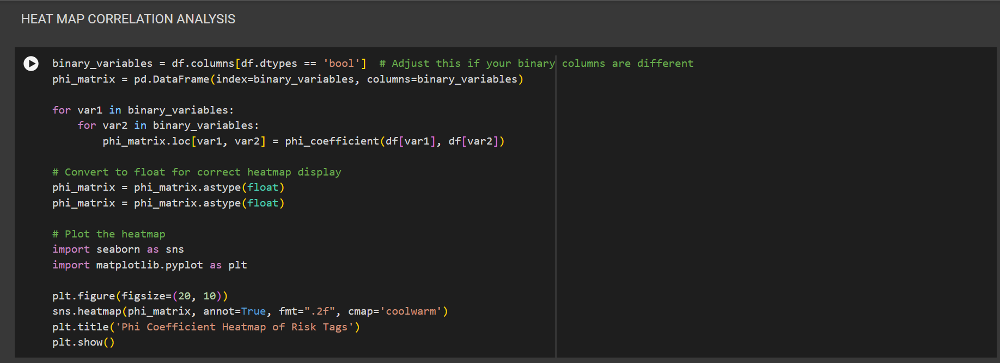 HEAT MAP CORRELATION ANALYSIS
binary_variables = df.columns[df.dtypes == 'bool']  # Adjust this if your binary columns are different
phi_matrix = pd.DataFrame(index=binary_variables, columns=binary_variables)
for var1 in binary_variables:
    for var2 in binary_variables:
        phi_matrix.loc[var1, var2] = phi_coefficient(df[var1], df[var2])
# Convert to float for correct heatmap display
phi_matrix = phi_matrix.astype(float)
phi_matrix = phi_matrix.astype(float)
# Plot the heatmap
import seaborn as sns
import matplotlib.pyplot as plt
plt.figure(figsize=(20, 10))
sns.heatmap(phi_matrix, annot=True, fmt=".2f", cmap='coolwarm')
plt.title('Phi Coefficient Heatmap of Risk Tags')
plt.show()